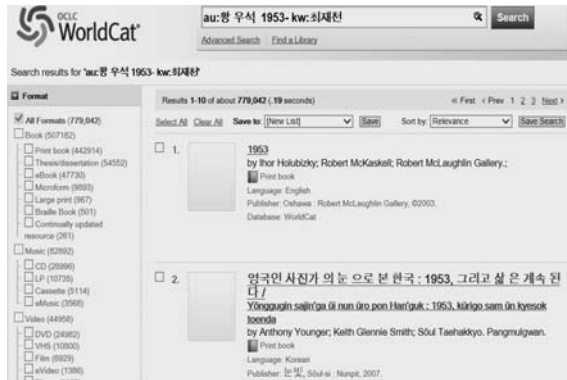 OCLC
WorldCat®
au:황 우석 1953- kw:최재천
Search
Advanced Search Find a Library
Search results for 'au:황 우석 1953- kw:최재천'
Format
All Formats (779,042)
Book (507182)
Print book (442914)
Thesis/dissertation (54552)
eBook (47730)
Microform (9893)
Large print (967)
Braille Book (501)
Continually updated
resource (261)
Music (82892)
CD (28996)
LP (10735)
Cassette (5114)
eMusic (3568)
Video (44958)
DVD (24982)
VHS (10800)
Film (6929)
eVideo (1386)
Results 1-10 of about 779,042 (.19 seconds)
« First < Prev 1 2 3 Next >
Select All Clear All Save to: [New List] Save Sort by: Relevance Save Search
1. 1953
by Ihor Holubizky; Robert McKaskell; Robert McLaughlin Gallery.;
Print book
Language: English
Publisher: Oshawa : Robert McLaughlin Gallery, ©2003.
Database: WorldCat
2. 영국인 사진가 의 눈 으로 본 한국 : 1953, 그리고 삶 은 계속 된
다 /
Yŏnggugin sajin'ga ŭi nun ŭro pon Han'guk : 1953, kŭrigo sam ŭn kyesok
toenda
by Anthony Younger; Keith Glennie Smith; Sŏul Taehakkyo. Pangmulgwan.
Print book
Language: Korean
Publisher: 눈빛, Sŏul-si : Nunpit, 2007.